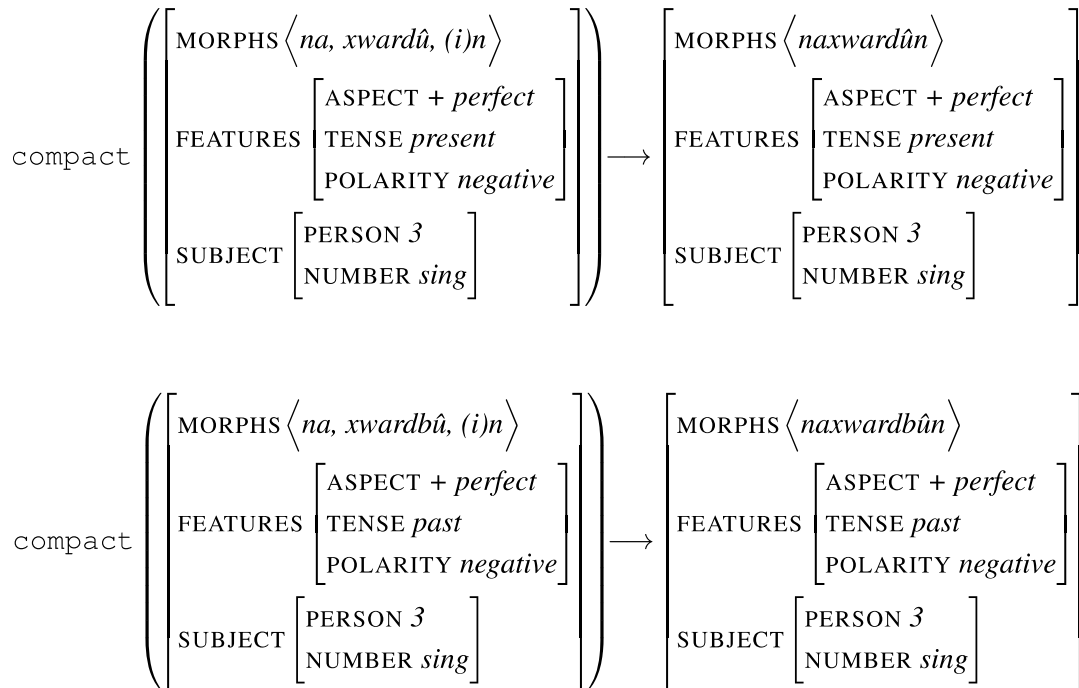 MORPHS ⟨na, xwardû, (i)n⟩ MORPHS ⟨naxwardûn⟩
ASPECT + perfect ASPECT + perfect
compact FEATURES TENSE present ⟶ FEATURES TENSE present
POLARITY negative POLARITY negative
SUBJECT PERSON 3 SUBJECT PERSON 3
NUMBER sing NUMBER sing
MORPHS ⟨na, xwardbû, (i)n⟩ MORPHS ⟨naxwardbûn⟩
ASPECT + perfect ASPECT + perfect
compact FEATURES TENSE past ⟶ FEATURES TENSE past
POLARITY negative POLARITY negative
SUBJECT PERSON 3 SUBJECT PERSON 3
NUMBER sing NUMBER sing